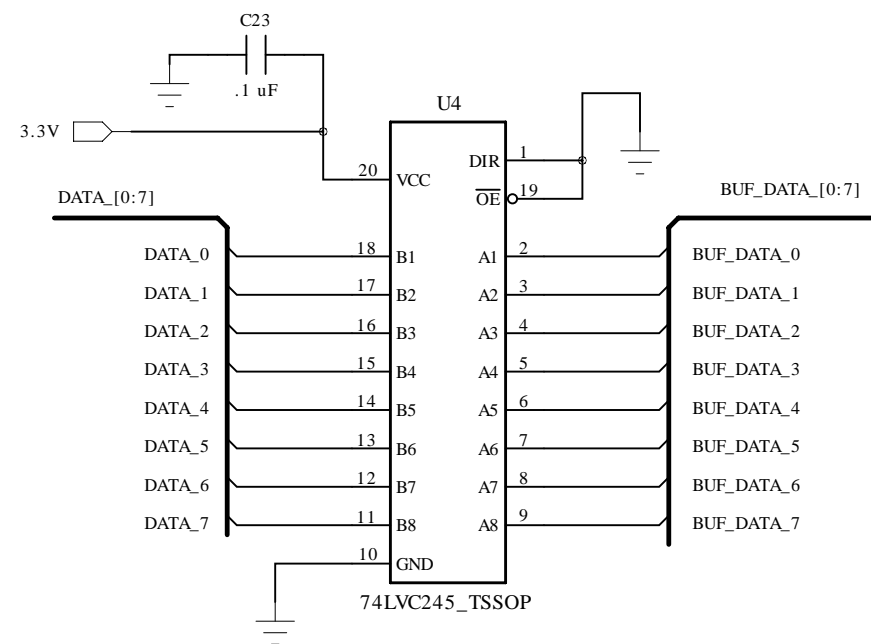 C23
.1 uF
3.3V
U4
20 VCC
DIR 1
OE 19
DATA_[0:7]
BUF_DATA_[0:7]
DATA_0 18 B1 A1 2 BUF_DATA_0
DATA_1 17 B2 A2 3 BUF_DATA_1
DATA_2 16 B3 A3 4 BUF_DATA_2
DATA_3 15 B4 A4 5 BUF_DATA_3
DATA_4 14 B5 A5 6 BUF_DATA_4
DATA_5 13 B6 A6 7 BUF_DATA_5
DATA_6 12 B7 A7 8 BUF_DATA_6
DATA_7 11 B8 A8 9 BUF_DATA_7
10 GND
74LVC245_TSSOP